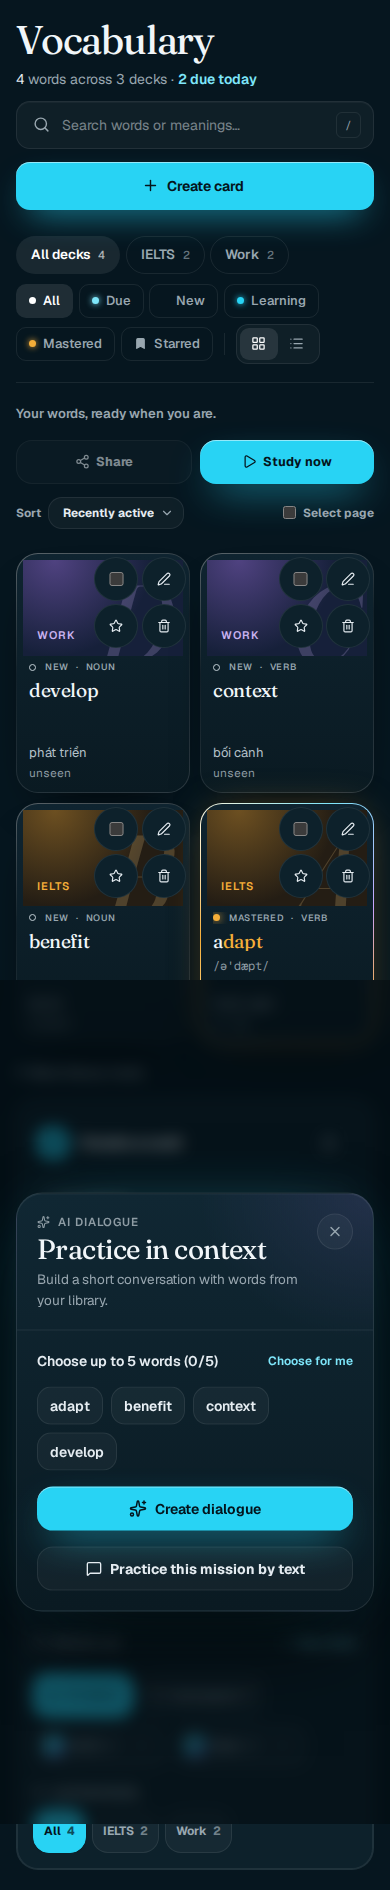 Vocabulary
4 words across 3 decks · 2 due today
Search words or meanings... /
Create card
All decks 4 IELTS 2 Work 2
All Due New Learning
Mastered Starred
Your words, ready when you are.
Share Study now
Sort Recently active Select page
WORK
NEW · NOUN
develop
phát triển
unseen
WORK
NEW · VERB
context
bối cảnh
unseen
IELTS
NEW · NOUN
benefit
IELTS
MASTERED · VERB
adapt
/əˈdæpt/
AI DIALOGUE
Practice in context
Build a short conversation with words from
your library.
Choose up to 5 words (0/5) Choose for me
adapt benefit context
develop
Create dialogue
Practice this mission by text
All 4 IELTS 2 Work 2